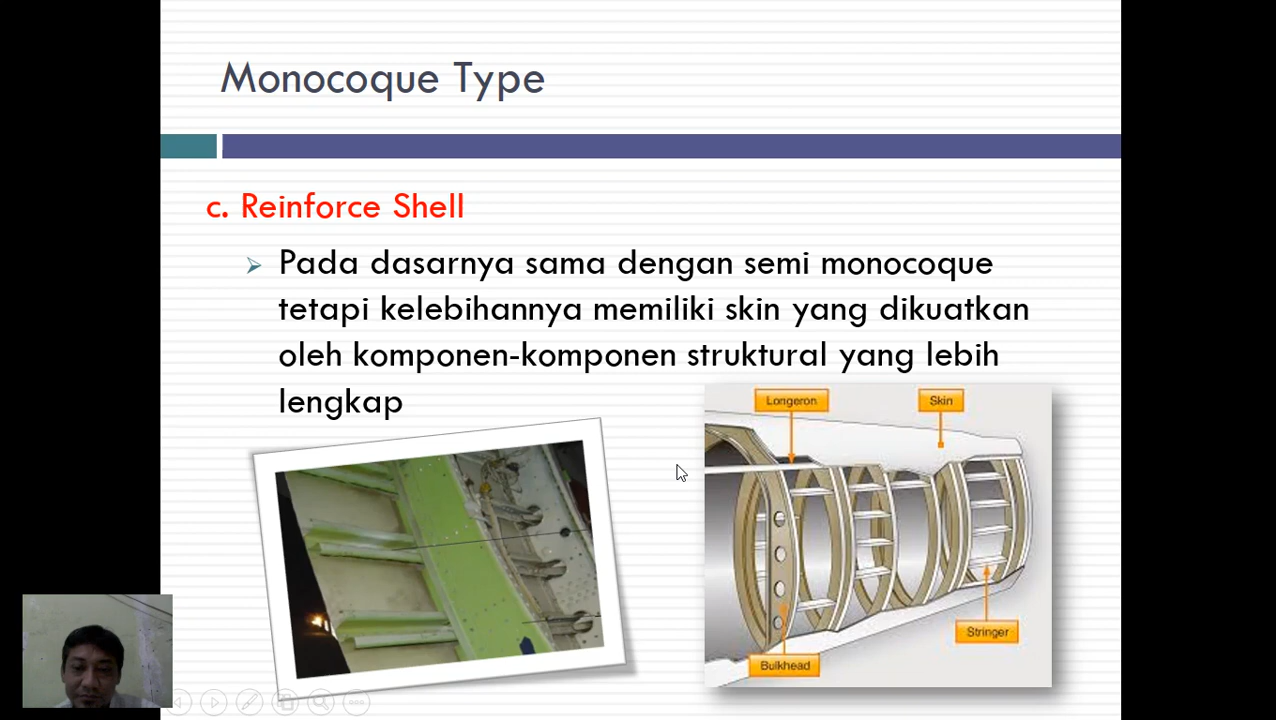 Monocoque Type
c. Reinforce Shell
Pada dasarnya sama dengan semi monocoque
tetapi kelebihannya memiliki skin yang dikuatkan
oleh komponen-komponen struktural yang lebih
lengkap
Longeron
Skin
Stringer
Bulkhead